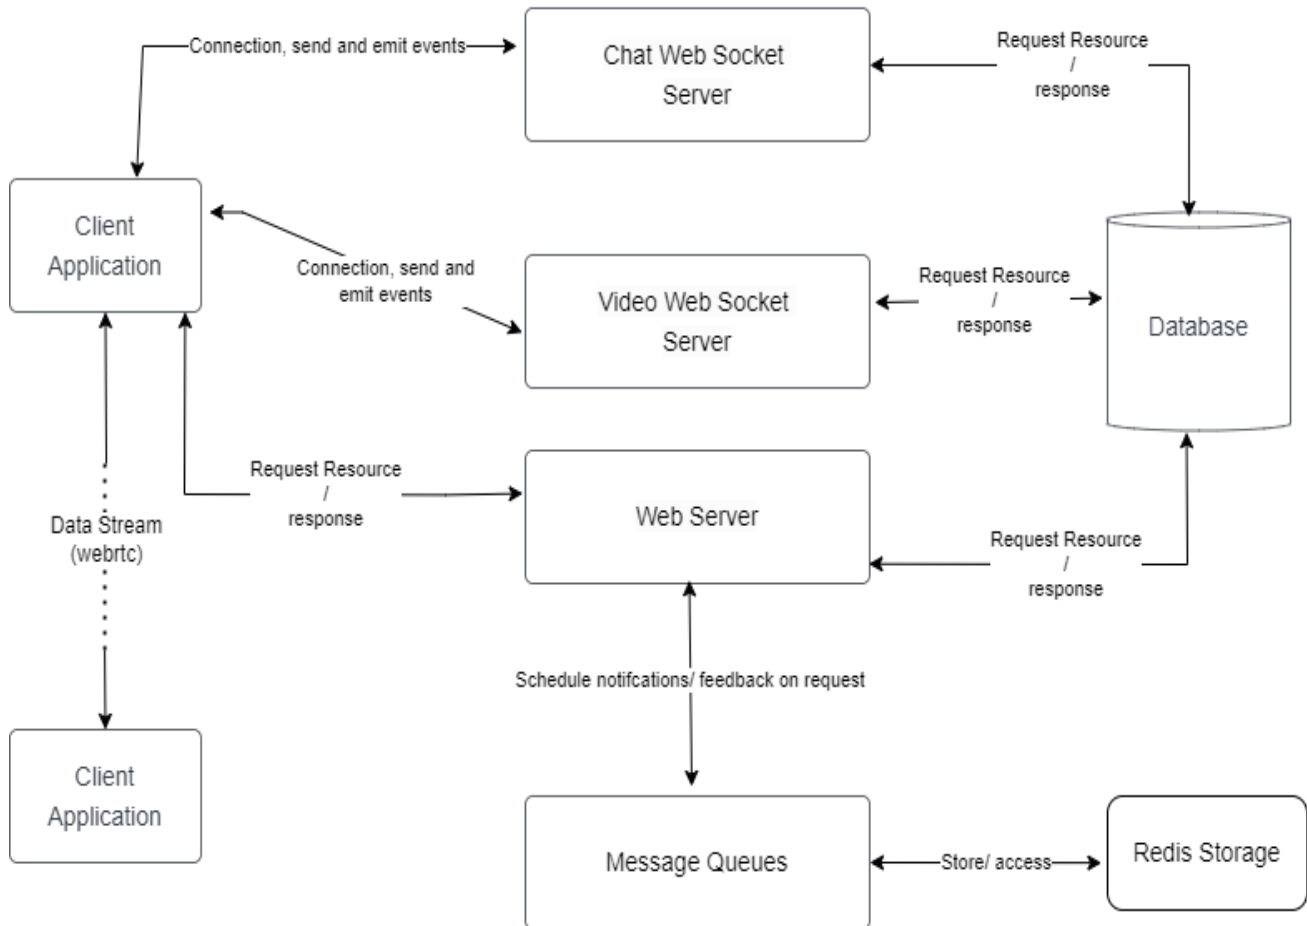 Connection, send and emit events
Chat Web Socket
Server
Request Resource
/
response
Client
Application
Connection, send and
emit events
Video Web Socket
Server
Request Resource
/
response
Database
Request Resource
/
response
Web Server
Request Resource
/
response
Data Stream
(webrtc)
Schedule notifcations/ feedback on request
Client
Application
Message Queues
Store/ access
Redis Storage